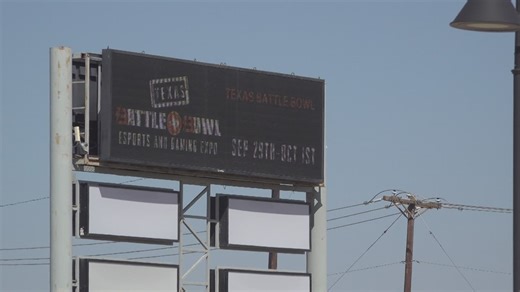 TEXAS
BATTLE BOWL
ESPORTS AND GAMING EXPO
TEXAS BATTLE BOWL
SEP 29TH-OCT 1ST